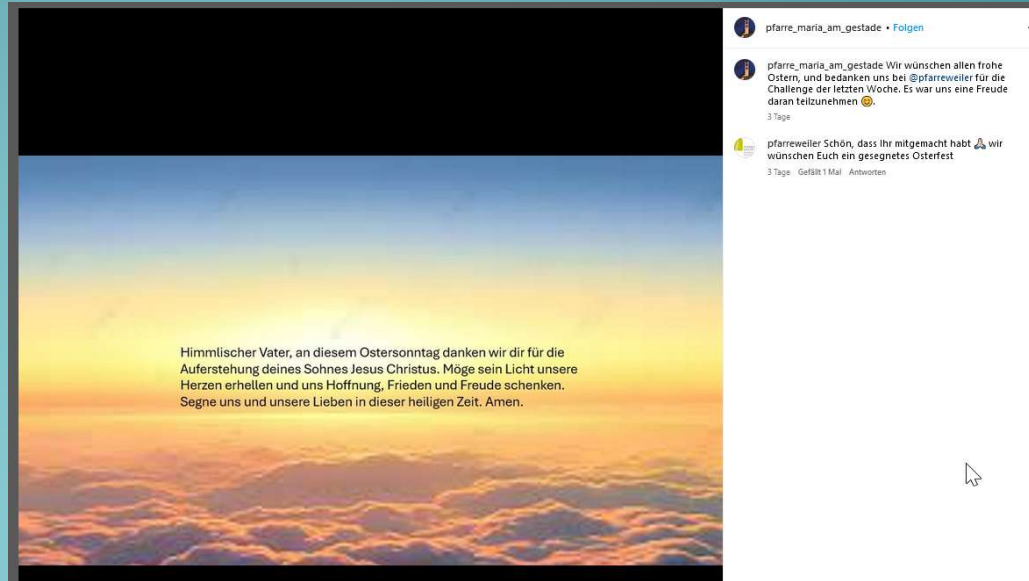 pfarre_maria_am_gestade • Folgen
pfarre_maria_am_gestade Wir wünschen allen frohe
Ostern, und bedanken uns bei @pfarreweiler für die
Challenge der letzten Woche. Es war uns eine Freude
daran teilzunehmen 😊.
3 Tage
pfarreweiler Schön, dass Ihr mitgemacht habt 🙏🏻 wir
wünschen Euch ein gesegnetes Osterfest
3 Tage Gefällt 1 Mal Antworten
Himmlischer Vater, an diesem Ostersonntag danken wir dir für die
Auferstehung deines Sohnes Jesus Christus. Möge sein Licht unsere
Herzen erhellen und uns Hoffnung, Frieden und Freude schenken.
Segne uns und unsere Lieben in dieser heiligen Zeit. Amen.